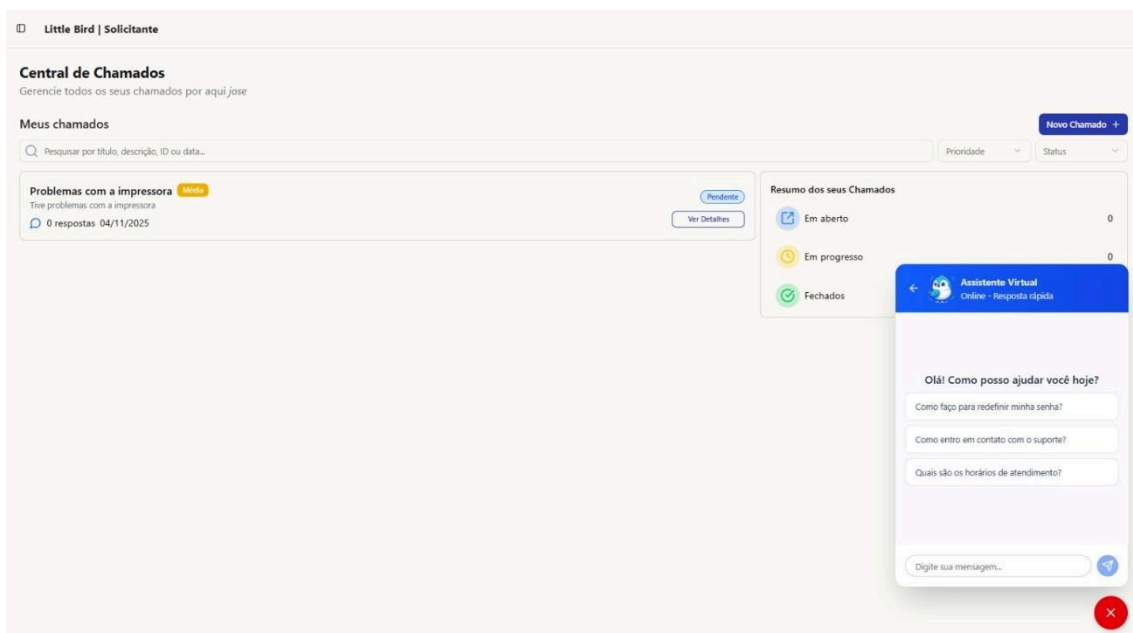 Little Bird | Solicitante
Central de Chamados
Gerencie todos os seus chamados por aqui jose
Meus chamados
Novo Chamado +
Pesquisar por título, descrição, ID ou data...
Prioridade
Status
Problemas com a impressora Média
Tive problemas com a impressora
0 respostas 04/11/2025
Pendente
Ver Detalhes
Resumo dos seus Chamados
Em aberto 0
Em progresso 0
Fechados
Assistente Virtual
Online - Resposta rápida
Olá! Como posso ajudar você hoje?
Como faço para redefinir minha senha?
Como entro em contato com o suporte?
Quais são os horários de atendimento?
Digite sua mensagem...